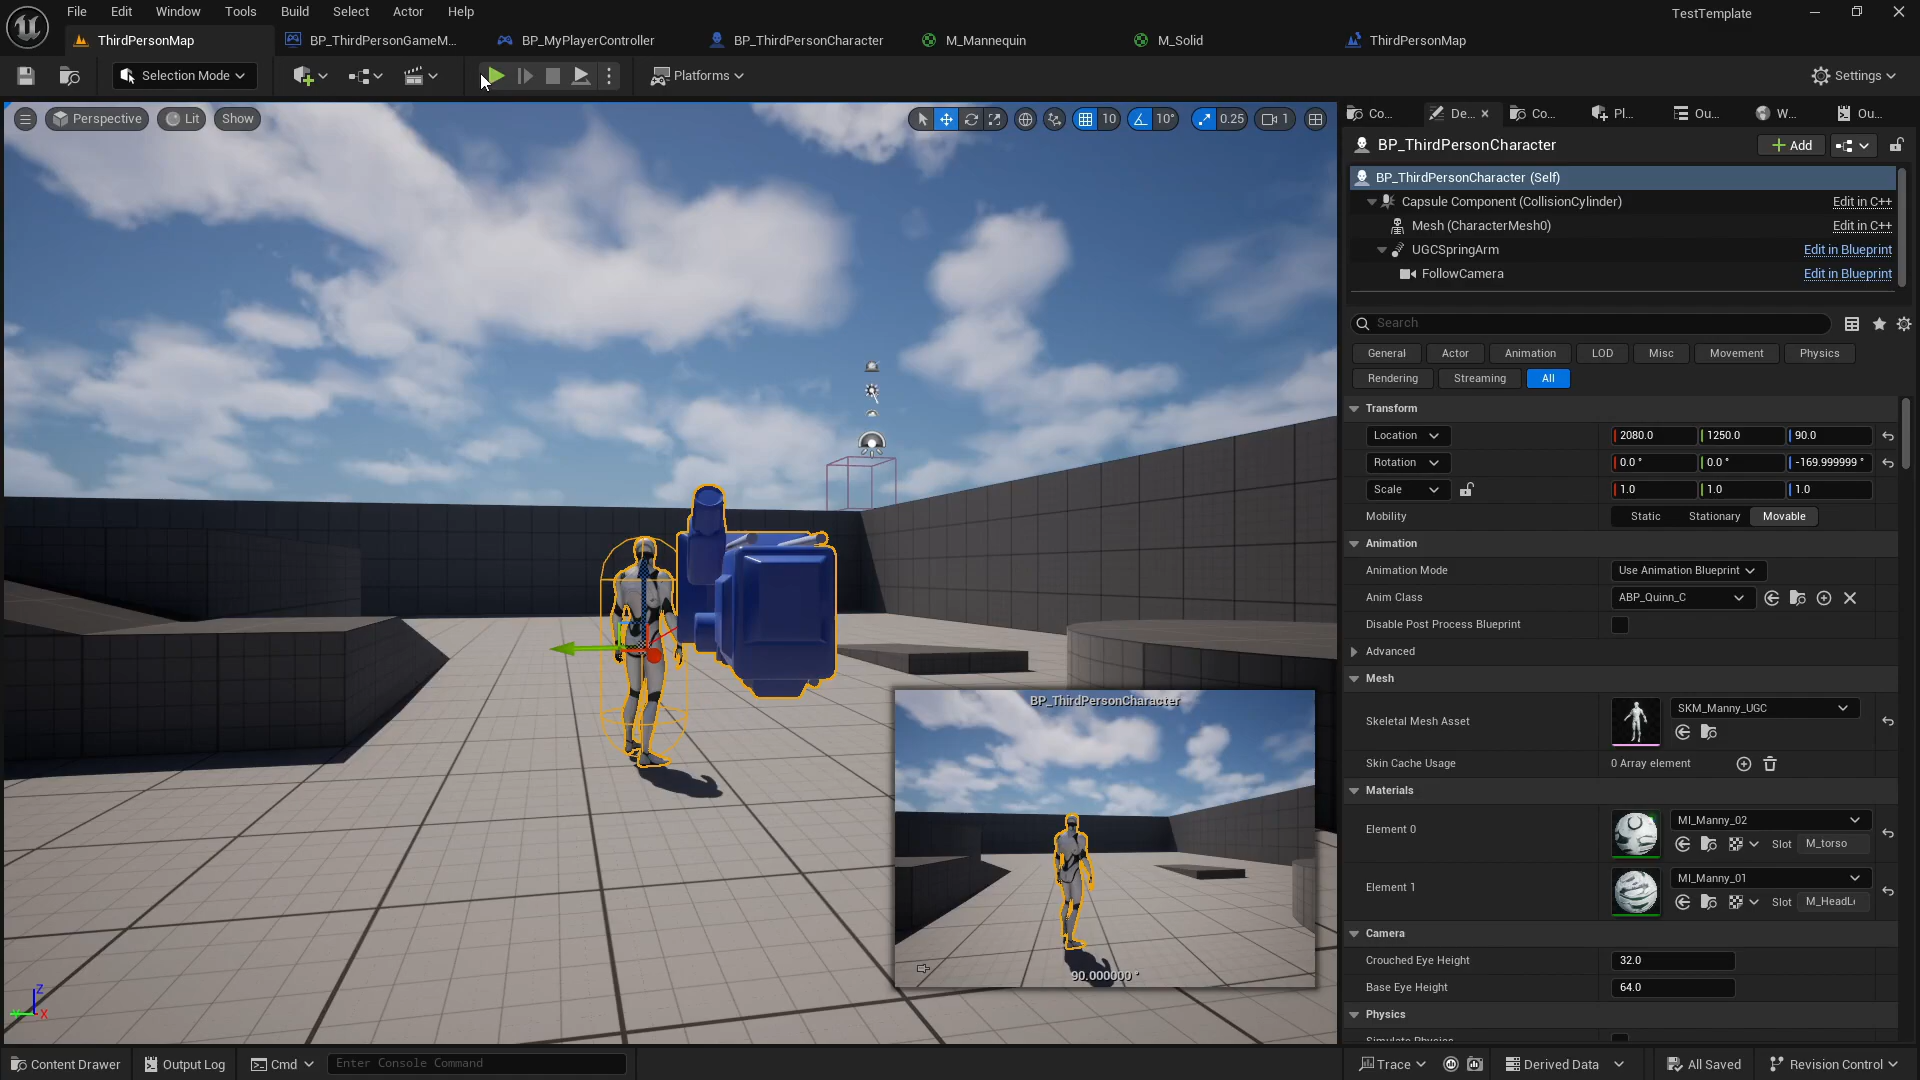 File Edit Window Tools Build Select Actor Help
TestTemplate
ThirdPersonMap BP_ThirdPersonGameM... BP_MyPlayerController BP_ThirdPersonCharacter M_Mannequin M_Solid ThirdPersonMap
Selection Mode Platforms Settings
Perspective Lit Show 10 10° 0.25 1
Co... De... Co... Pl... Ou... W... Ou...
BP_ThirdPersonCharacter Add
BP_ThirdPersonCharacter (Self)
Capsule Component (CollisionCylinder) Edit in C++
Mesh (CharacterMesh0) Edit in C++
UGCSpringArm Edit in Blueprint
FollowCamera Edit in Blueprint
Search
General Actor Animation LOD Misc Movement Physics
Rendering Streaming All
Transform
Location 2080.0 1250.0 90.0
Rotation 0.0 ° 0.0 ° -169.999999 °
Scale 1.0 1.0 1.0
Mobility Static Stationary Movable
Animation
Animation Mode Use Animation Blueprint
Anim Class ABP_Quinn_C
Disable Post Process Blueprint
Advanced
Mesh
Skeletal Mesh Asset SKM_Manny_UGC
Skin Cache Usage 0 Array element
Materials
Element 0 MI_Manny_02
Slot M_torso
Element 1 MI_Manny_01
Slot M_HeadL
Camera
Crouched Eye Height 32.0
Base Eye Height 64.0
Physics
Simulate Physics
BP_ThirdPersonCharacter
90.000000 °
Z
Y X
Content Drawer Output Log Cmd Enter Console Command Trace Derived Data All Saved Revision Control